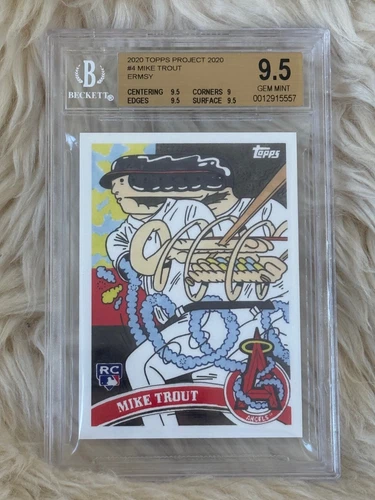 B
BECKETT
2020 TOPPS PROJECT 2020
#4 MIKE TROUT
ERMSY
CENTERING 9.5 CORNERS 9
EDGES 9.5 SURFACE 9.5
9.5
GEM MINT
0012915557
topps
RC
MIKE TROUT
ANGELS